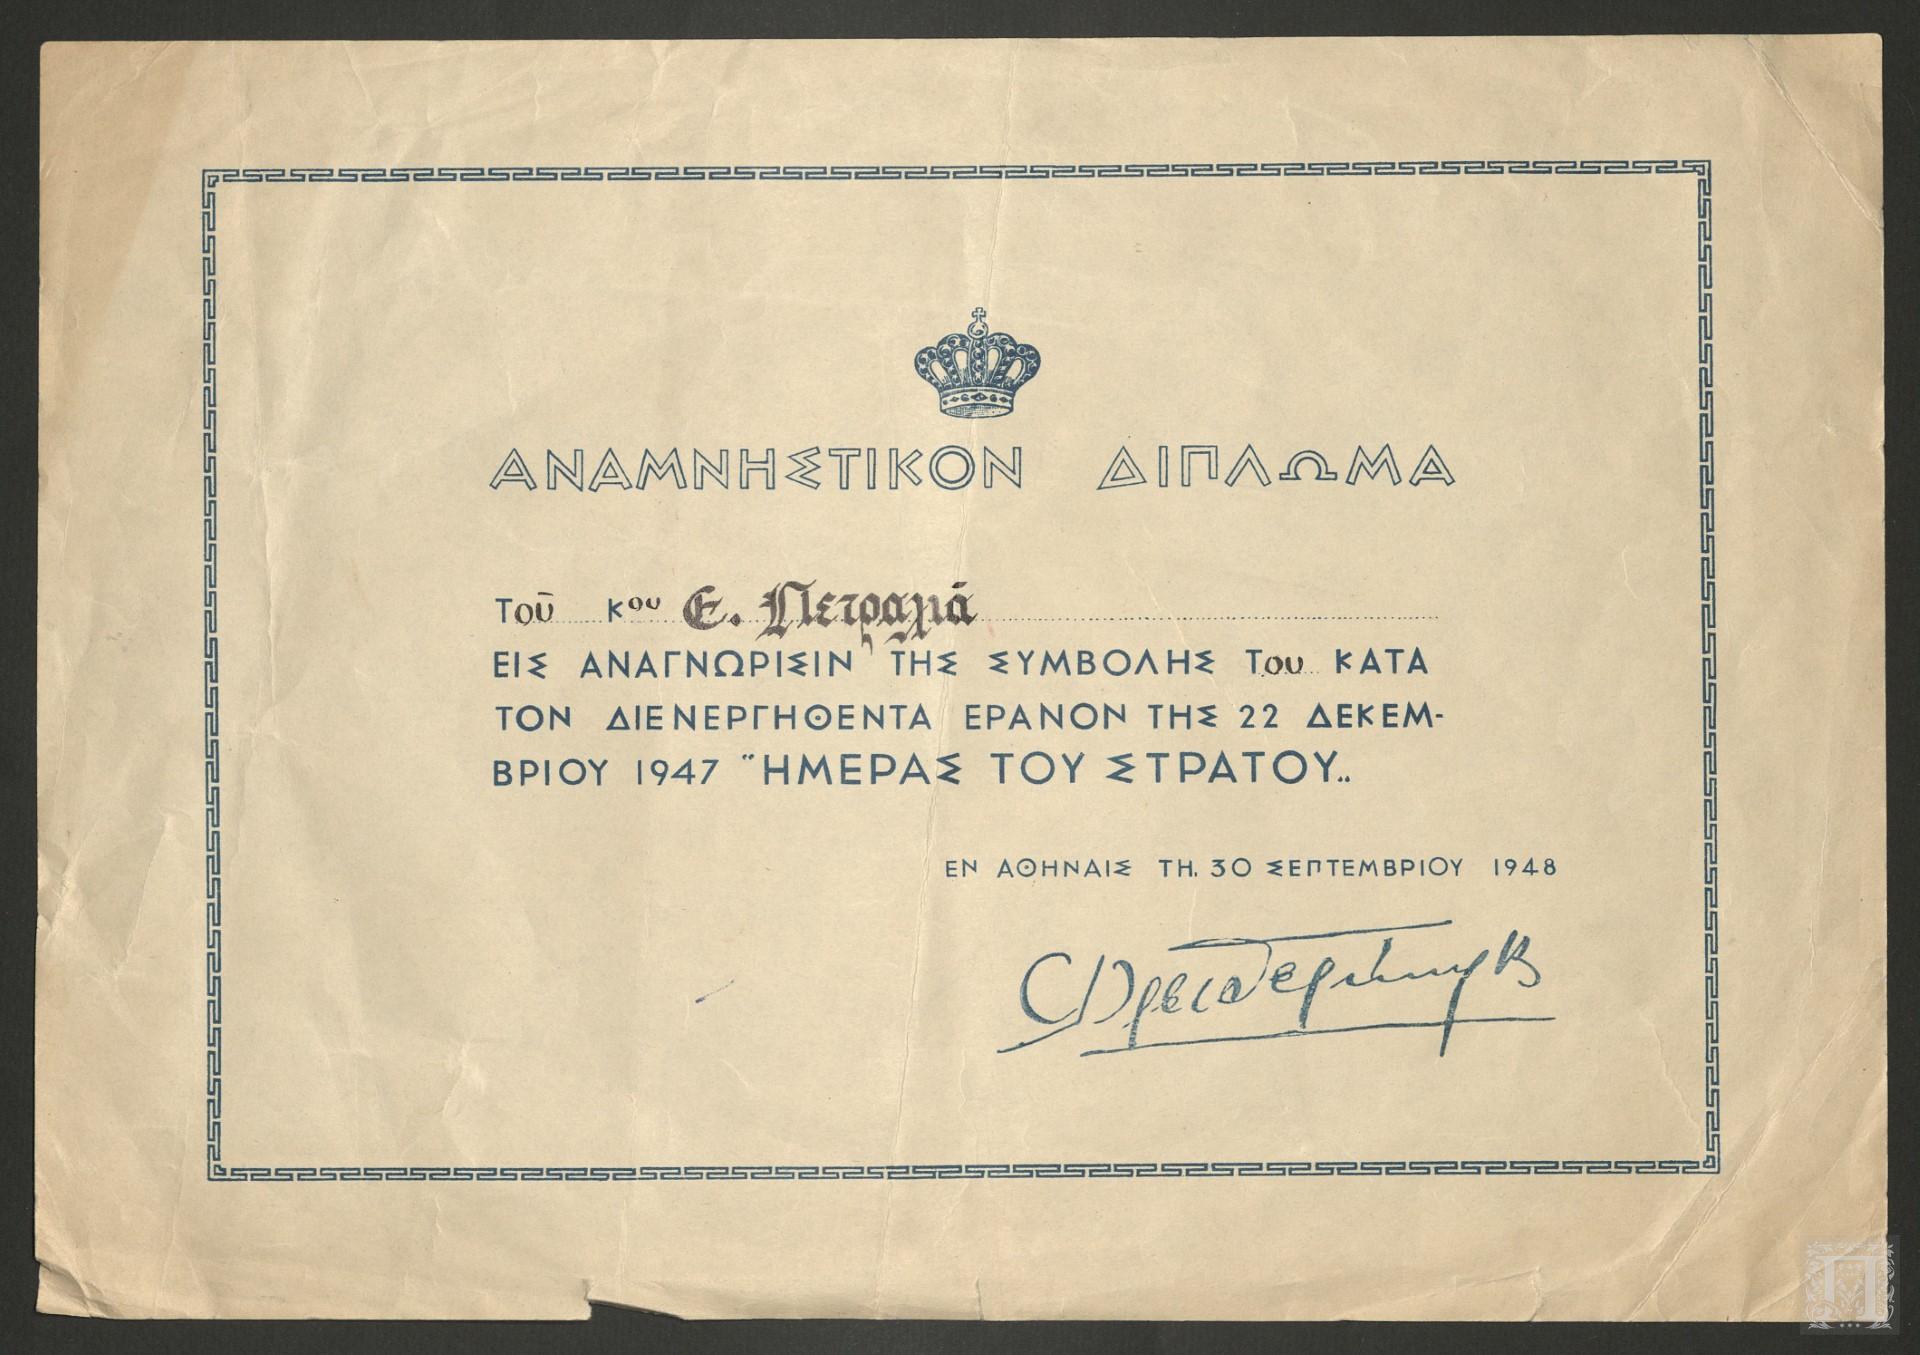 ΑΝΑΜΝΗΣΤΙΚΟΝ ΔΙΠΛΩΜΑ
Τοῦ Κου Ε. Πετραλιᾶ
ΕΙΣ ΑΝΑΓΝΩΡΙΣΙΝ ΤΗΣ ΣΥΜΒΟΛΗΣ Του ΚΑΤΑ
ΤΟΝ ΔΙΕΝΕΡΓΗΘΕΝΤΑ ΕΡΑΝΟΝ ΤΗΣ 22 ΔΕΚΕΜ-
ΒΡΙΟΥ 1947 "ΗΜΕΡΑΣ ΤΟΥ ΣΤΡΑΤΟΥ„
ΕΝ ΑΘΗΝΑΙΣ ΤΗ. 30 ΣΕΠΤΕΜΒΡΙΟΥ 1948